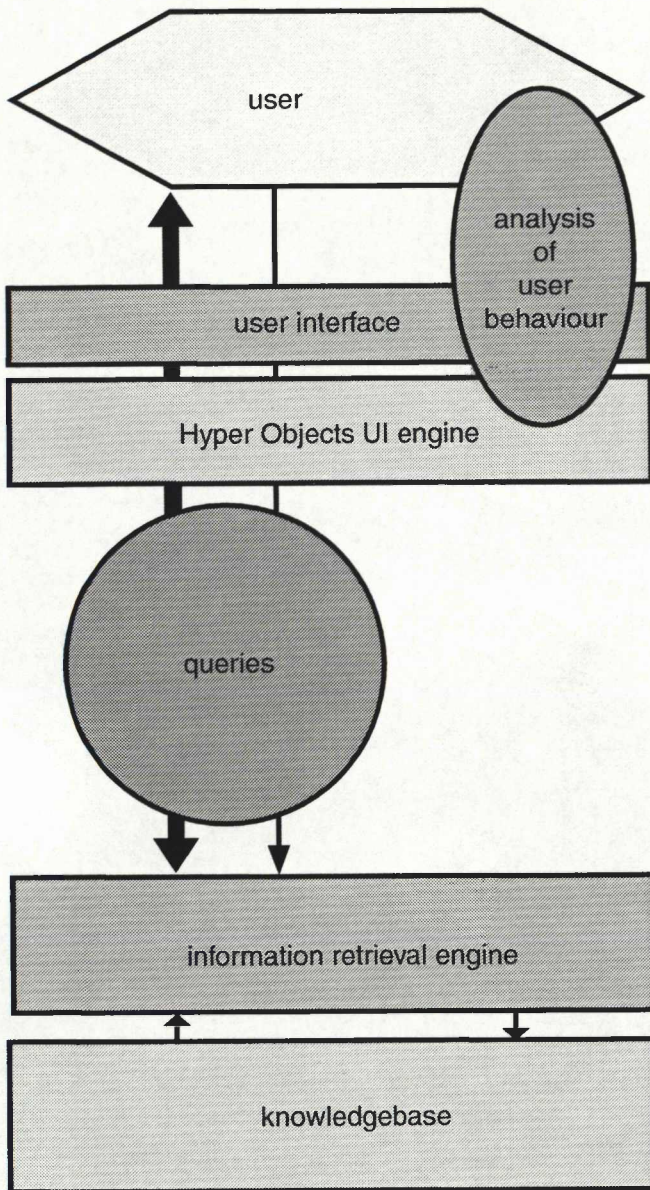 user
analysis
of
user
behaviour
user interface
Hyper Objects UI engine
queries
information retrieval engine
knowledgebase